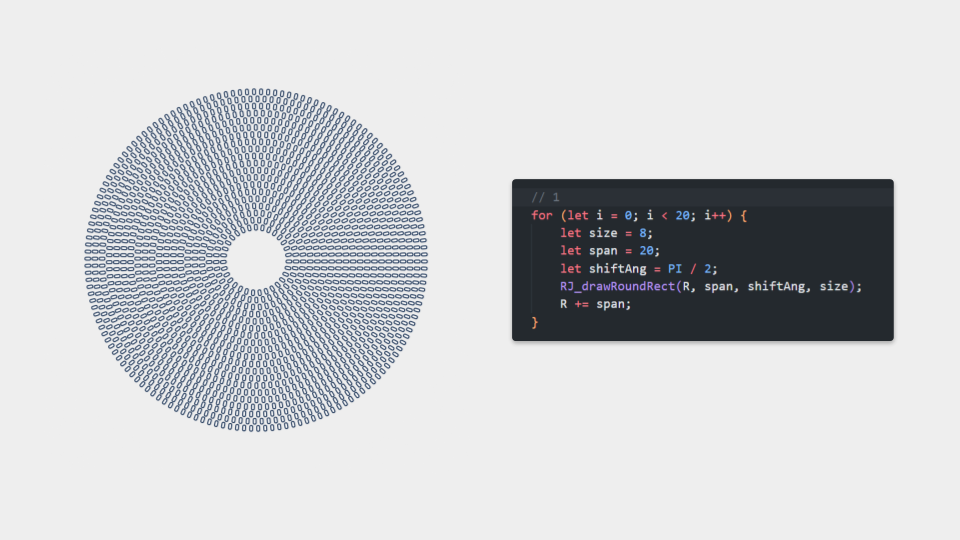 // 1
for (let i = 0; i < 20; i++) {
let size = 8;
let span = 20;
let shiftAng = PI / 2;
RJ_drawRoundRect(R, span, shiftAng, size);
R += span;
}